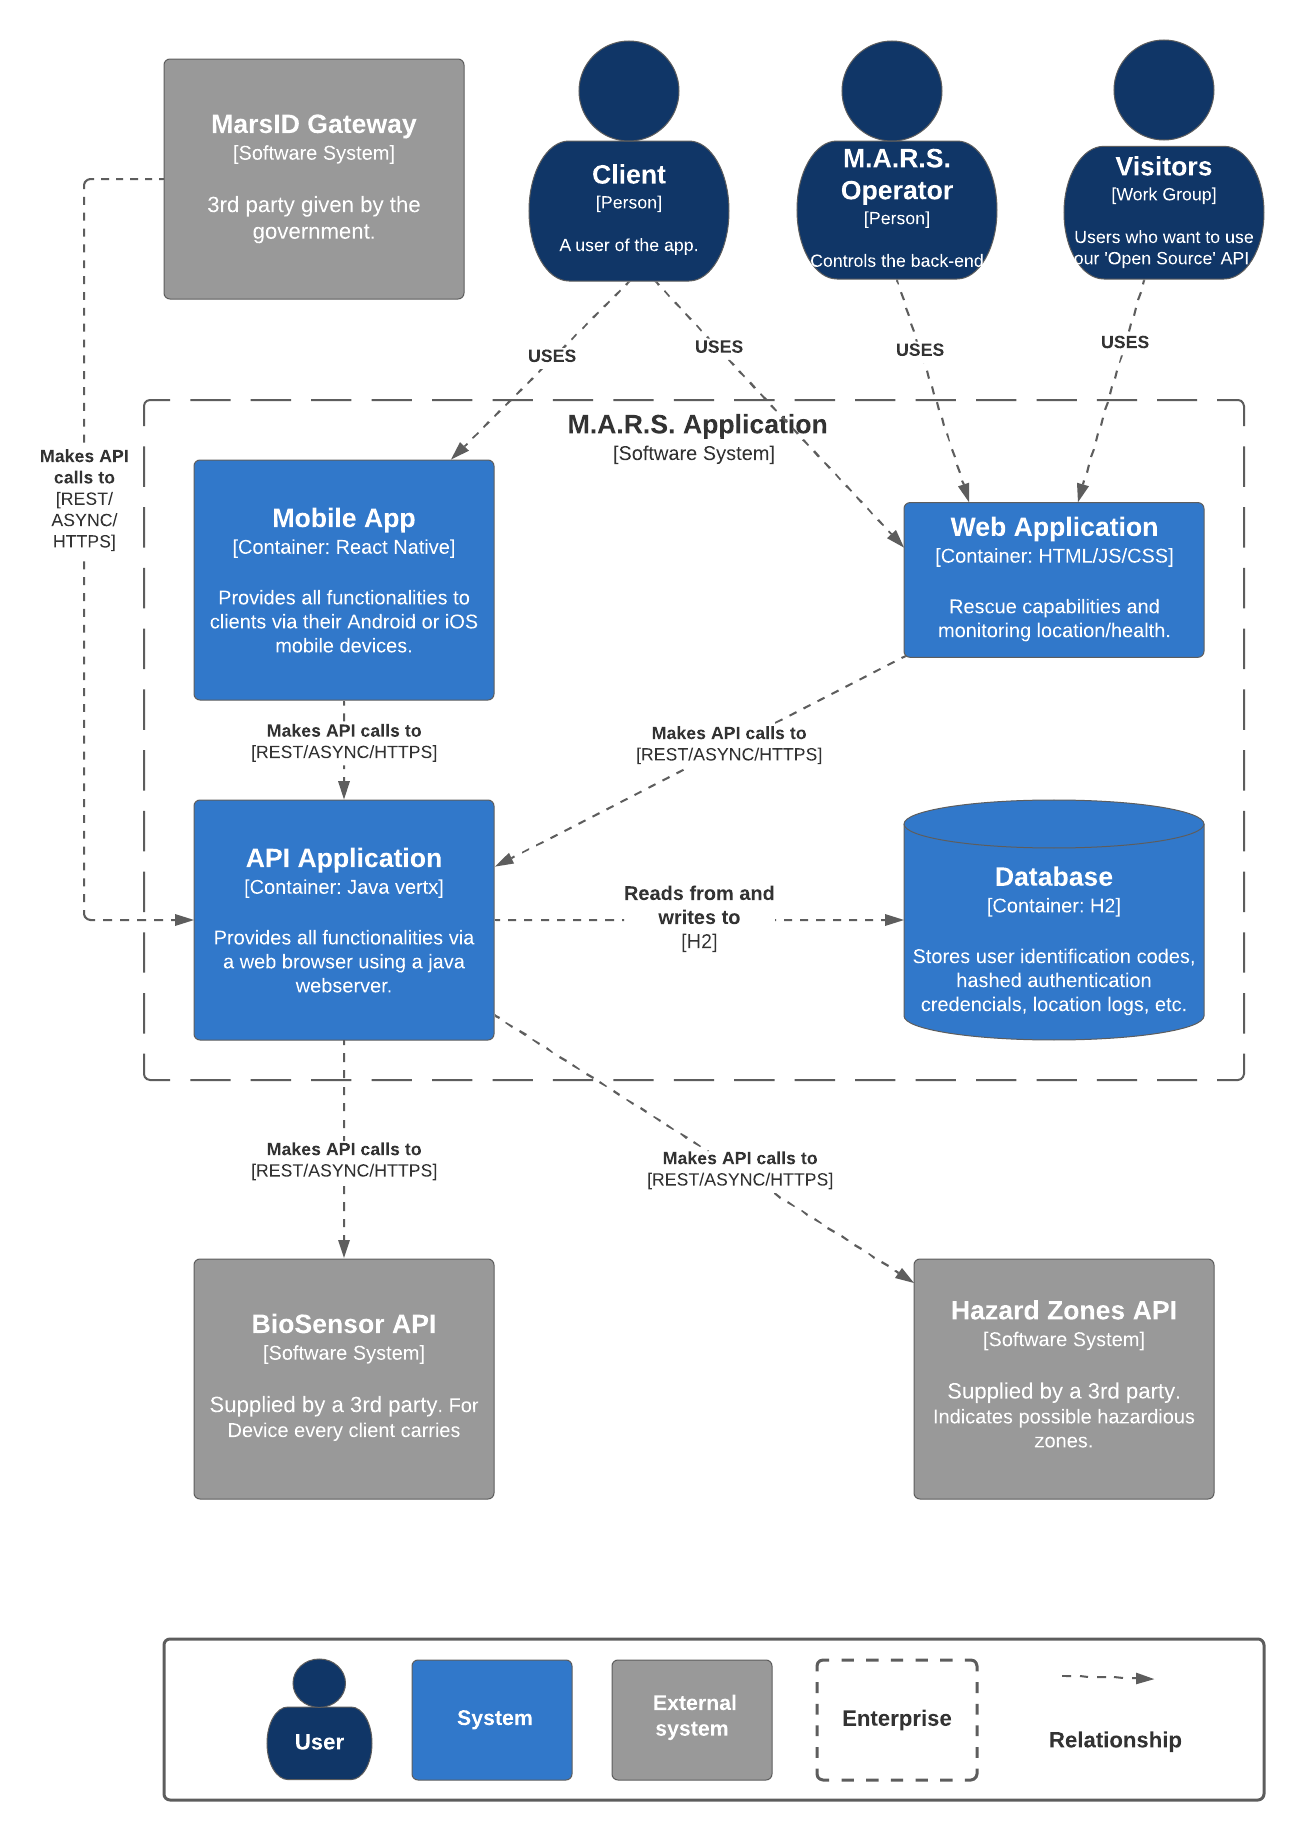 MarsID Gateway
[Software System]
3rd party given by the
government.
Client
[Person]
A user of the app.
M.A.R.S.
Operator
[Person]
Controls the back-end
Visitors
[Work Group]
Users who want to use
our 'Open Source' API
USES
USES
USES
USES
Makes API
calls to
[REST/
ASYNC/
HTTPS]
M.A.R.S. Application
[Software System]
Mobile App
[Container: React Native]
Provides all functionalities to
clients via their Android or iOS
mobile devices.
Web Application
[Container: HTML/JS/CSS]
Rescue capabilities and
monitoring location/health.
Makes API calls to
[REST/ASYNC/HTTPS]
Makes API calls to
[REST/ASYNC/HTTPS]
API Application
[Container: Java vertx]
Provides all functionalities via
a web browser using a java
webserver.
Reads from and
writes to
[H2]
Database
[Container: H2]
Stores user identification codes,
hashed authentication
credencials, location logs, etc.
Makes API calls to
[REST/ASYNC/HTTPS]
Makes API calls to
[REST/ASYNC/HTTPS]
BioSensor API
[Software System]
Supplied by a 3rd party. For
Device every client carries
Hazard Zones API
[Software System]
Supplied by a 3rd party.
Indicates possible hazardious
zones.
User
System
External
system
Enterprise
Relationship